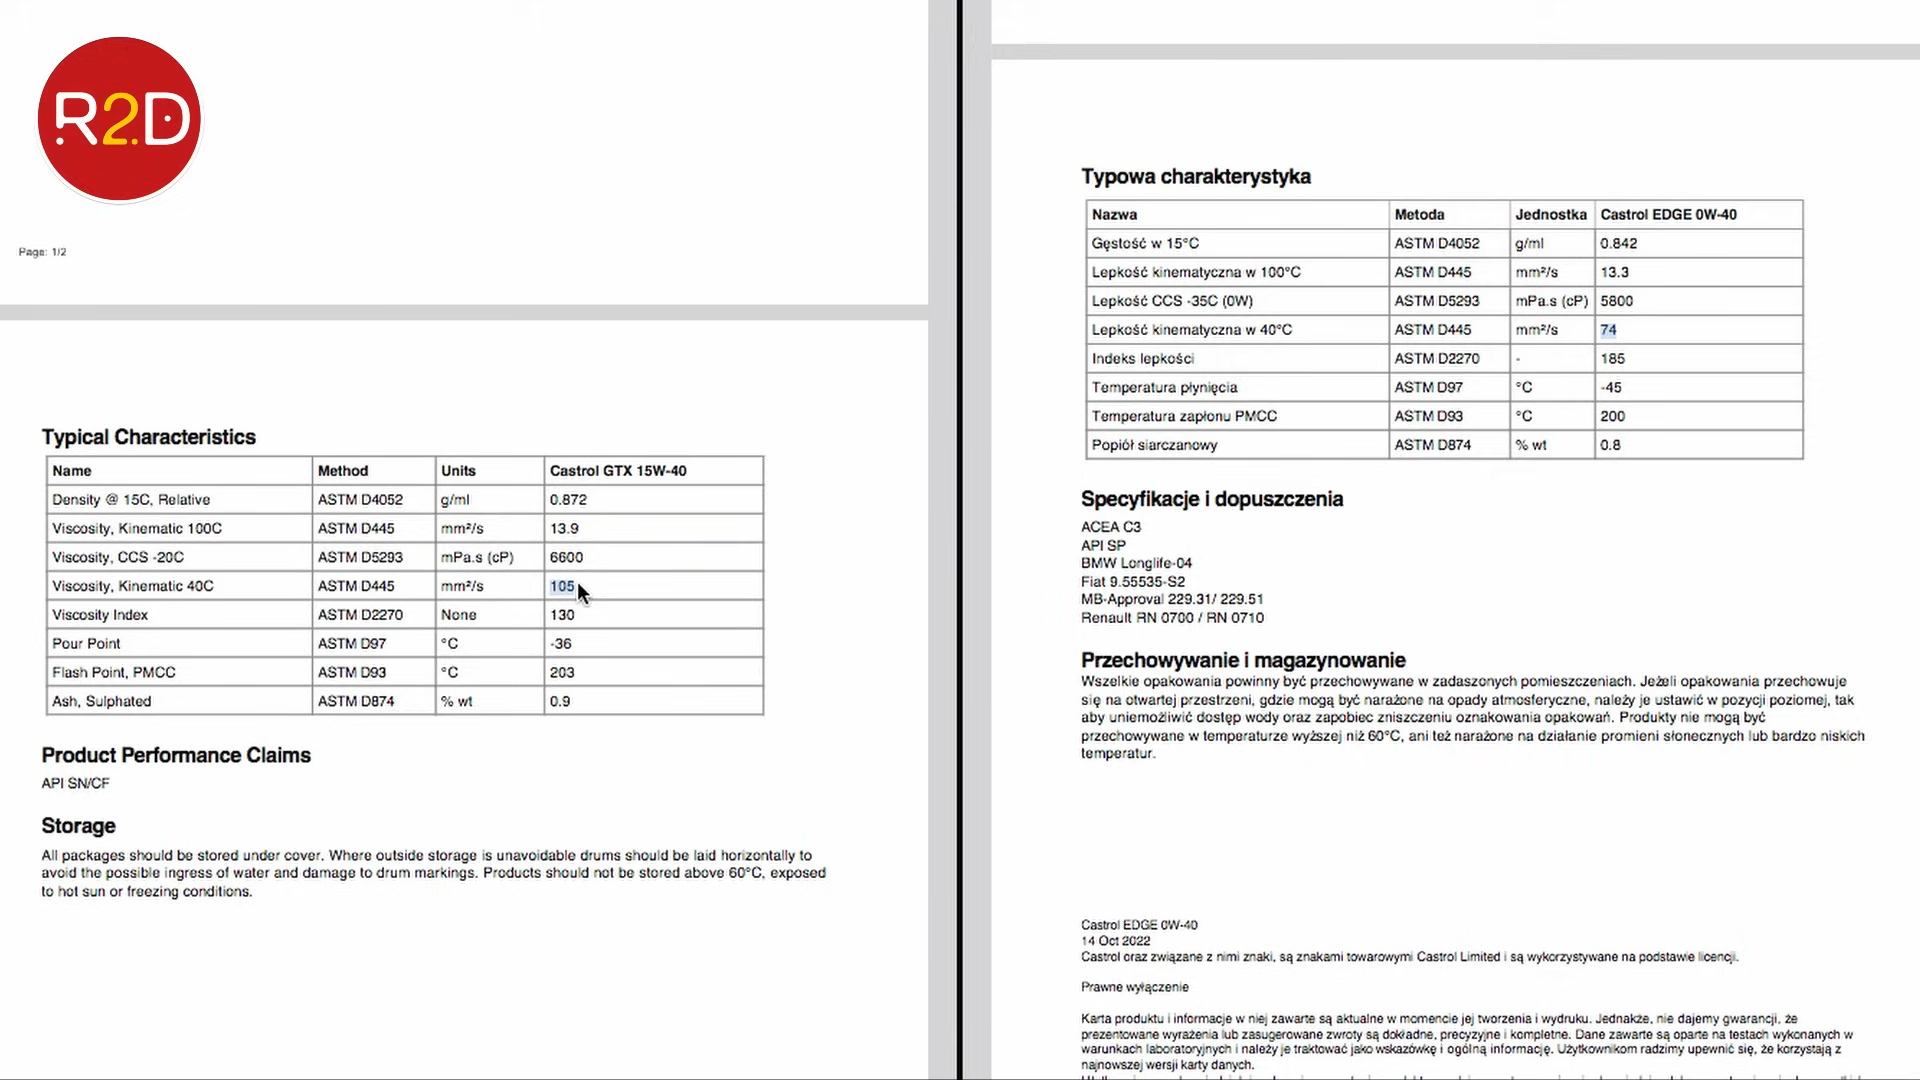 R2D
Page: 1/2
Typical Characteristics
Name Method Units Castrol GTX 15W-40
Density @ 15C, Relative ASTM D4052 g/ml 0.872
Viscosity, Kinematic 100C ASTM D445 mm²/s 13.9
Viscosity, CCS -20C ASTM D5293 mPa.s (cP) 6600
Viscosity, Kinematic 40C ASTM D445 mm²/s 105
Viscosity Index ASTM D2270 None 130
Pour Point ASTM D97 °C -36
Flash Point, PMCC ASTM D93 °C 203
Ash, Sulphated ASTM D874 % wt 0.9
Product Performance Claims
API SN/CF
Storage
All packages should be stored under cover. Where outside storage is unavoidable drums should be laid horizontally to
avoid the possible ingress of water and damage to drum markings. Products should not be stored above 60°C, exposed
to hot sun or freezing conditions.
Typowa charakterystyka
Nazwa Metoda Jednostka Castrol EDGE 0W-40
Gęstość w 15°C ASTM D4052 g/ml 0.842
Lepkość kinematyczna w 100°C ASTM D445 mm²/s 13.3
Lepkość CCS -35C (0W) ASTM D5293 mPa.s (cP) 5800
Lepkość kinematyczna w 40°C ASTM D445 mm²/s 74
Indeks lepkości ASTM D2270 - 185
Temperatura płynięcia ASTM D97 °C -45
Temperatura zapłonu PMCC ASTM D93 °C 200
Popiół siarczanowy ASTM D874 % wt 0.8
Specyfikacje i dopuszczenia
ACEA C3
API SP
BMW Longlife-04
Fiat 9.55535-S2
MB-Approval 229.31/ 229.51
Renault RN 0700 / RN 0710
Przechowywanie i magazynowanie
Wszelkie opakowania powinny być przechowywane w zadaszonych pomieszczeniach. Jeżeli opakowania przechowuje
się na otwartej przestrzeni, gdzie mogą być narażone na opady atmosferyczne, należy je ustawić w pozycji poziomej, tak
aby uniemożliwić dostęp wody oraz zapobiec zniszczeniu oznakowania opakowań. Produkty nie mogą być
przechowywane w temperaturze wyższej niż 60°C, ani też narażone na działanie promieni słonecznych lub bardzo niskich
temperatur.
Castrol EDGE 0W-40
14 Oct 2022
Castrol oraz związane z nimi znaki, są znakami towarowymi Castrol Limited i są wykorzystywane na podstawie licencji.
Prawne wyłączenie
Karta produktu i informacje w niej zawarte są aktualne w momencie jej tworzenia i wydruku. Jednakże, nie dajemy gwarancji, że
prezentowane wyrażenia lub zasugerowane zwroty są dokładne, precyzyjne i kompletne. Dane zawarte są oparte na testach wykonanych w
warunkach laboratoryjnych i należy je traktować jako wskazówkę i ogólną informację. Użytkownikom radzimy upewnić się, że korzystają z
najnowszej wersji karty danych.